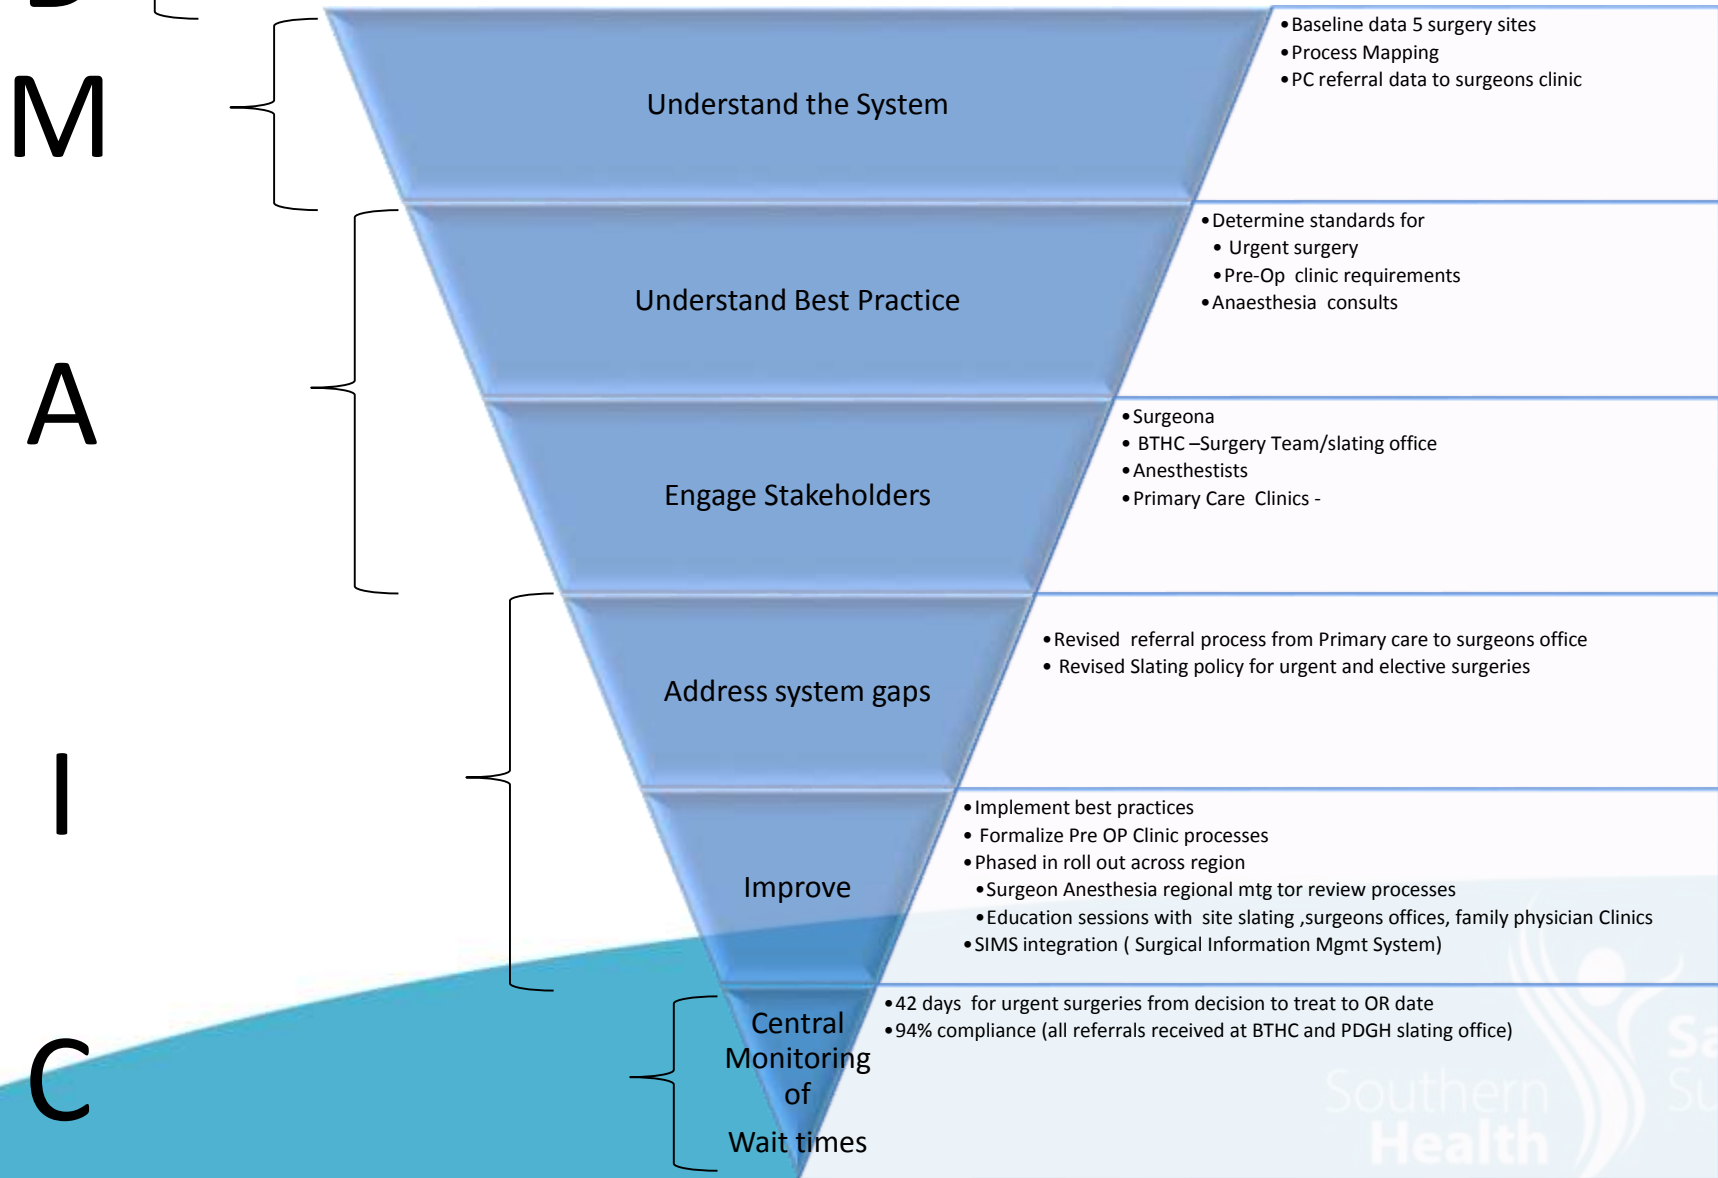 M
Understand the System
•Baseline data 5 surgery sites
•Process Mapping
•PC referral data to surgeons clinic
A
Understand Best Practice
•Determine standards for
• Urgent surgery
•Pre-Op clinic requirements
•Anaesthesia consults
Engage Stakeholders
•Surgeona
• BTHC –Surgery Team/slating office
•Anesthestists
•Primary Care Clinics -
I
Address system gaps
•Revised referral process from Primary care to surgeons office
• Revised Slating policy for urgent and elective surgeries
Improve
•Implement best practices
• Formalize Pre OP Clinic processes
•Phased in roll out across region
•Surgeon Anesthesia regional mtg tor review processes
•Education sessions with site slating ,surgeons offices, family physician Clinics
•SIMS integration ( Surgical Information Mgmt System)
C
Central
Monitoring
of
Wait times
•42 days for urgent surgeries from decision to treat to OR date
•94% compliance (all referrals received at BTHC and PDGH slating office)
Southern
Health